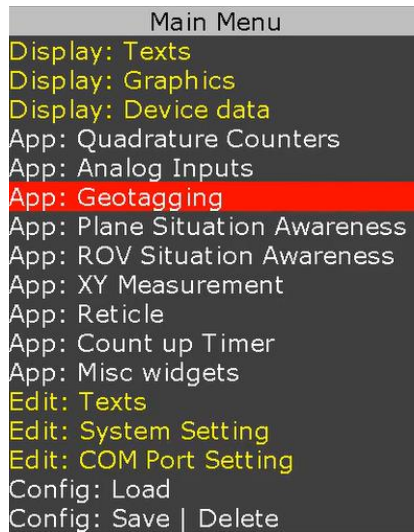 Main Menu
Display: Texts
Display: Graphics
Display: Device data
App: Quadrature Counters
App: Analog Inputs
App: Geotagging
App: Plane Situation Awareness
App: ROV Situation Awareness
App: XY Measurement
App: Reticle
App: Count up Timer
App: Misc widgets
Edit: Texts
Edit: System Setting
Edit: COM Port Setting
Config: Load
Config: Save | Delete